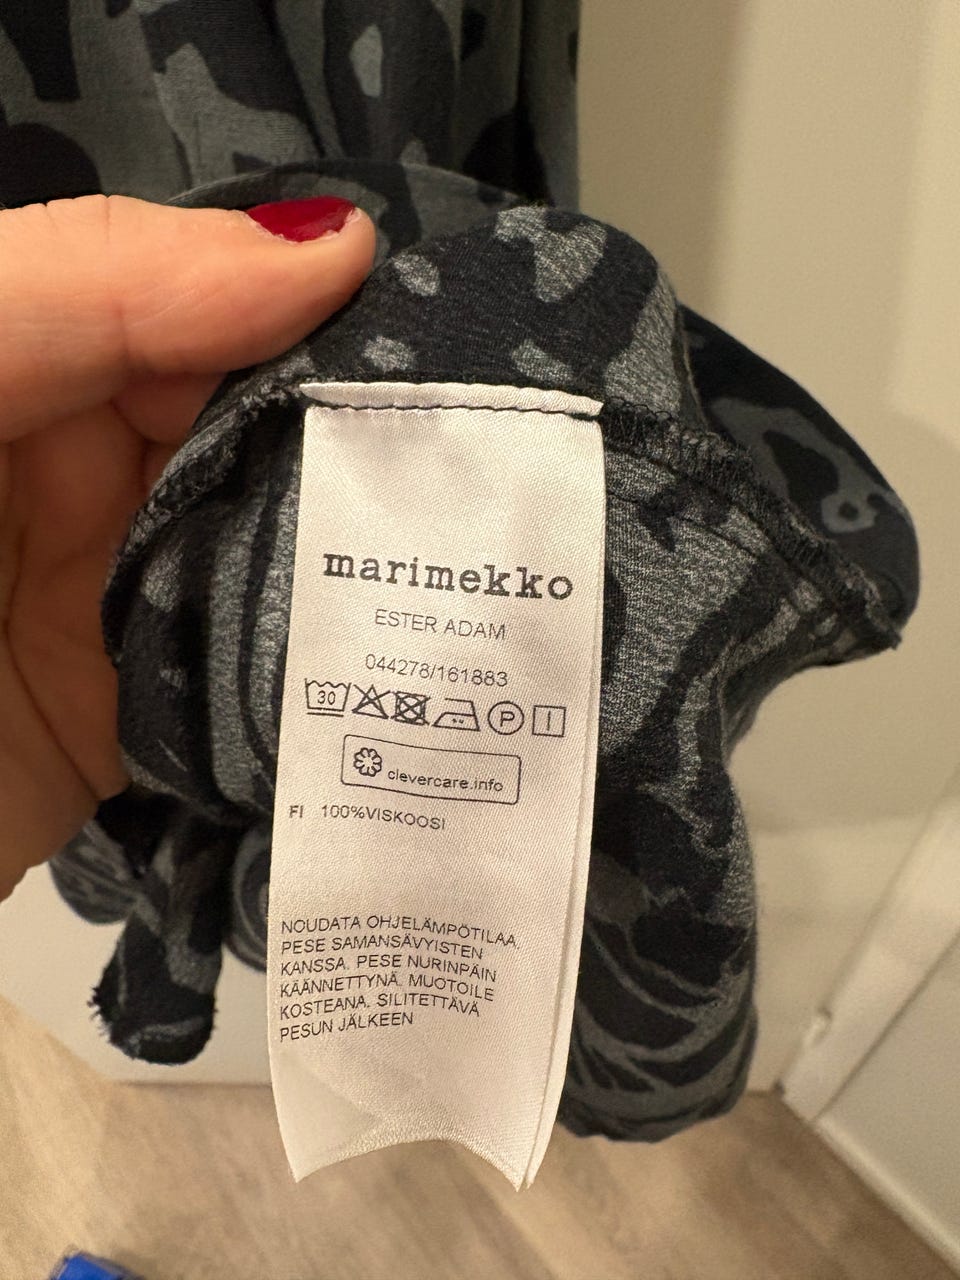 marimekko
ESTER ADAM
044278/161883
30 P
clevercare.info
FI 100%VISKOOSI
NOUDATA OHJELÄMPÖTILAA.
PESE SAMANSÄVYISTEN
KANSSA. PESE NURINPÄIN
KÄÄNNETTYNÄ. MUOTOILE
KOSTEANA. SILITETTÄVÄ
PESUN JÄLKEEN